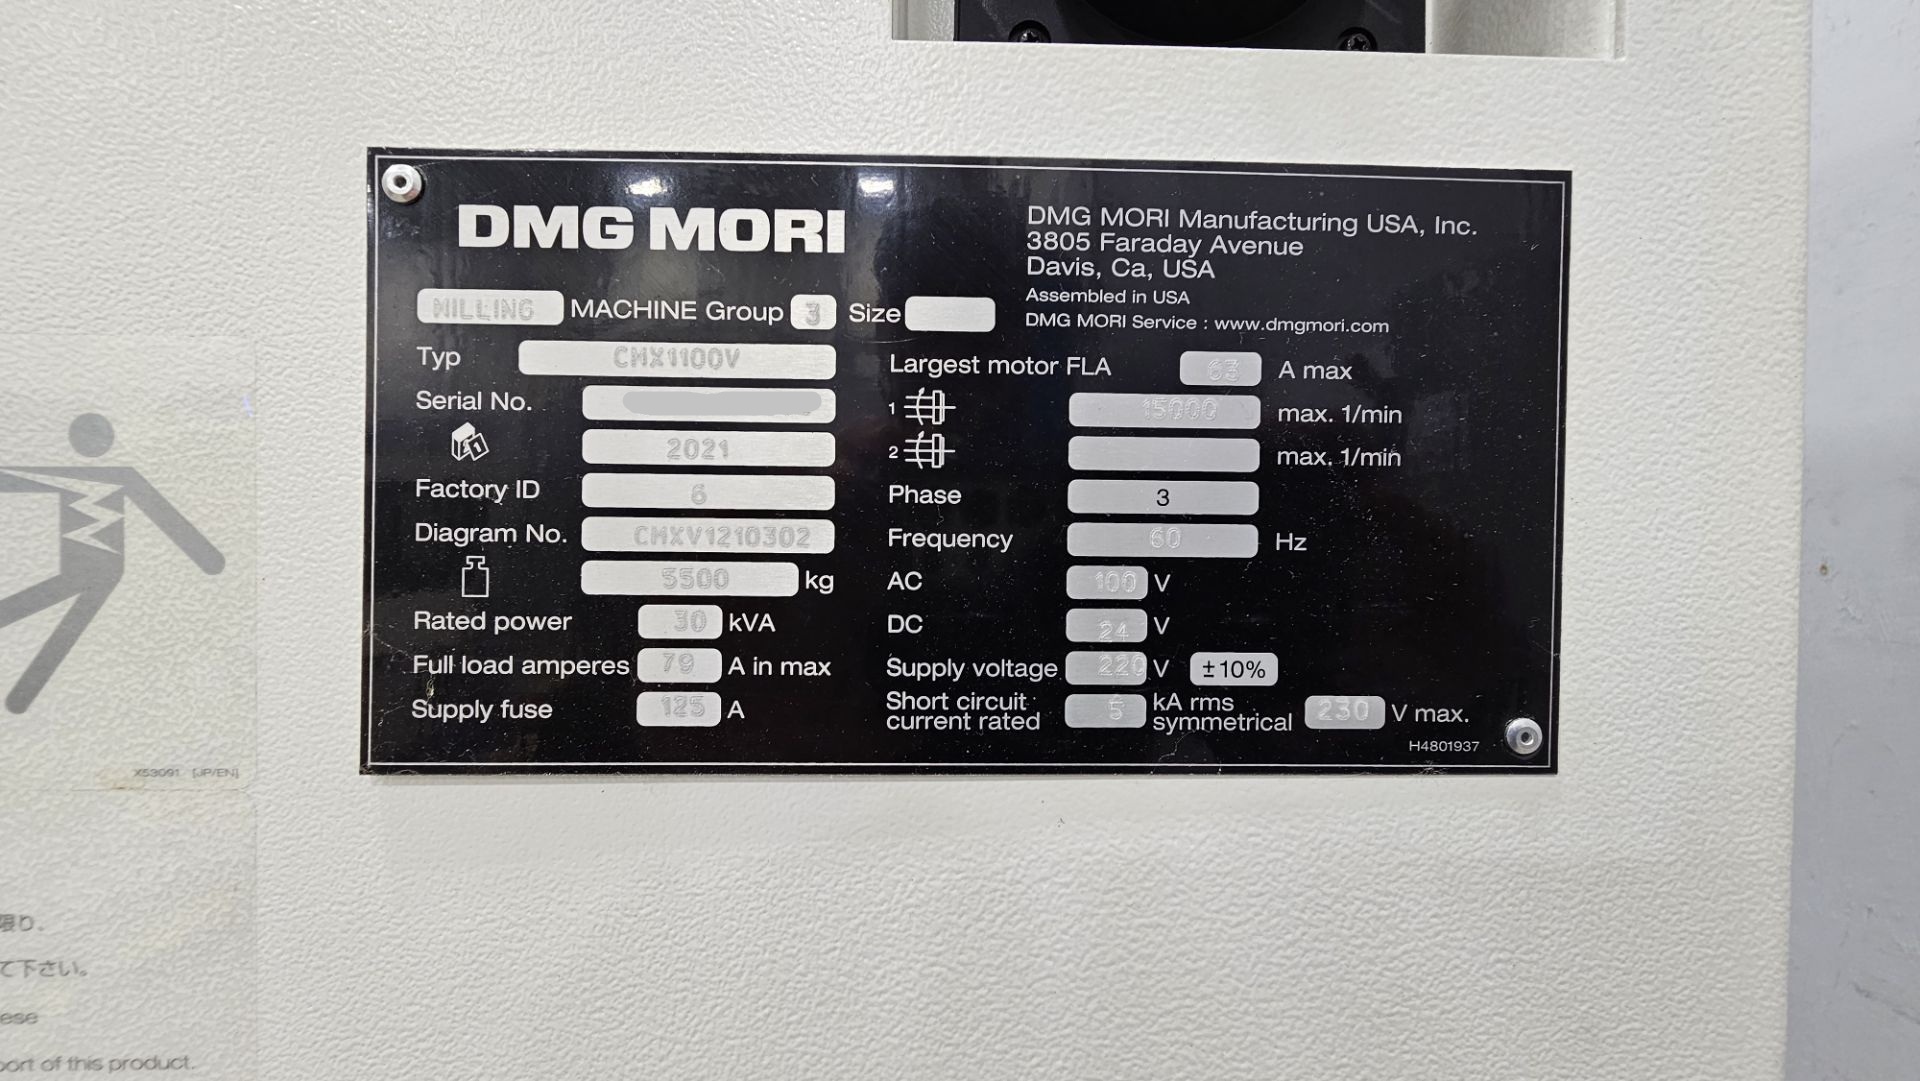 DMG MORI
DMG MORI Manufacturing USA, Inc.
3805 Faraday Avenue
Davis, Ca, USA
Assembled in USA
DMG MORI Service : www.dmgmori.com
MILLING MACHINE Group 3 Size
Typ CMX1100V
Serial No.
2021
Factory ID 6
Diagram No. CMXV1210302
5500 kg
Rated power 30 kVA
Full load amperes 79 A in max
Supply fuse 125 A
Largest motor FLA 63 A max
1 15000 max. 1/min
2 max. 1/min
Phase 3
Frequency 60 Hz
AC 100 V
DC 24 V
Supply voltage 220 V ±10%
Short circuit current rated 5 kA rms symmetrical 230 V max.
H4801937
X53091 [JP/EN]
限り.
て下さい。
ese
port of this product.